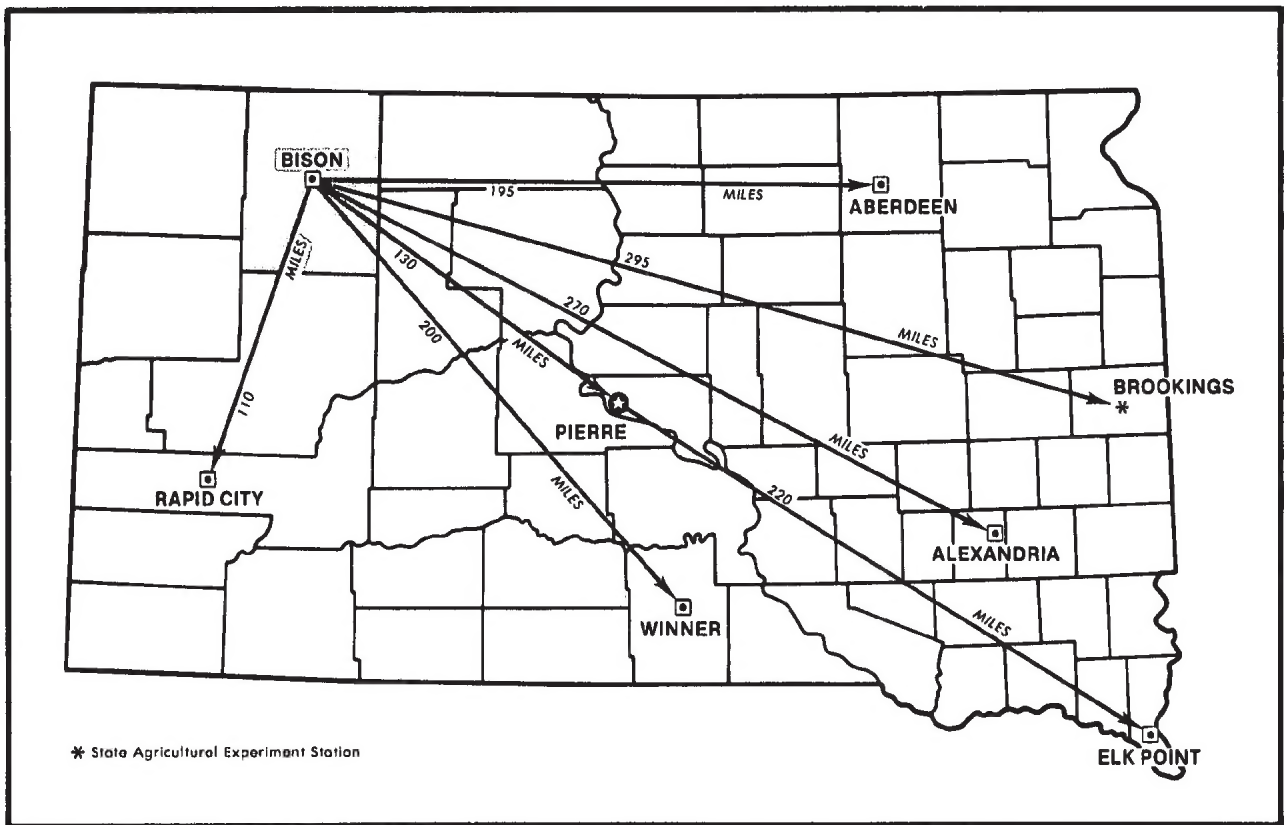 BISON
195 MILES
ABERDEEN
MILES
130
295
270
200
MILES
MILES
110
BROOKINGS
PIERRE
MILES
220
MILES
RAPID CITY
ALEXANDRIA
MILES
WINNER
* State Agricultural Experiment Station
ELK POINT